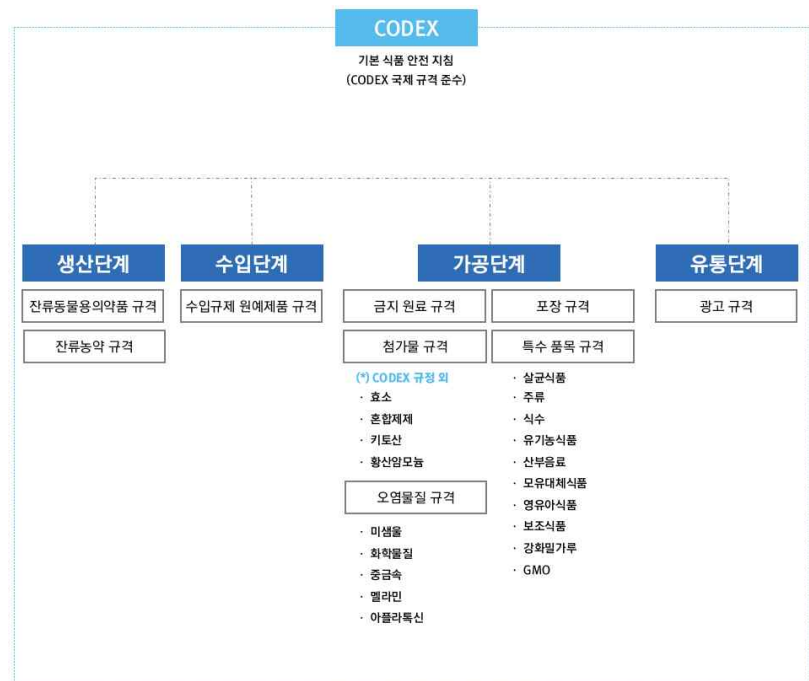 CODEX
기본 식품 안전 지침
(CODEX 국제 규격 준수)
생산단계
수입단계
가공단계
유통단계
잔류동물용의약품 규격
수입규제 원예제품 규격
금지 원료 규격
포장 규격
광고 규격
잔류농약 규격
첨가물 규격
특수 품목 규격
(*) CODEX 규정 외
· 효소
· 혼합제제
· 키토산
· 황산암모늄
오염물질 규격
· 미샘울
· 화학물질
· 중금속
· 멜라민
· 아플라톡신
· 살균식품
· 주류
· 식수
· 유기농식품
· 산부음료
· 모유대체식품
· 영유아식품
· 보조식품
· 강화밀가루
· GMO